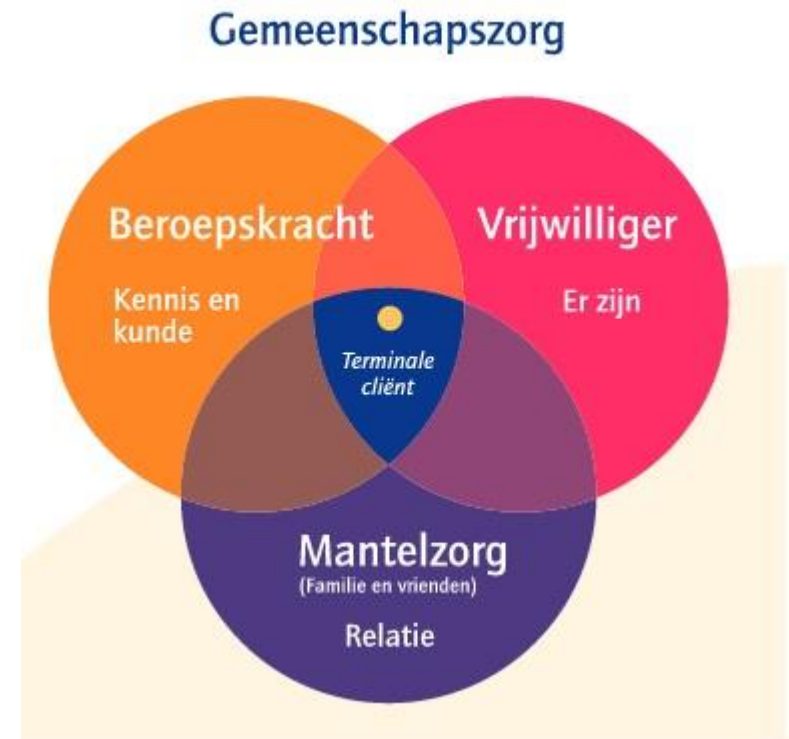 Gemeenschapszorg
Beroepskracht
Kennis en
kunde
Vrijwilliger
Er zijn
Terminale
cliënt
Mantelzorg
(Familie en vrienden)
Relatie